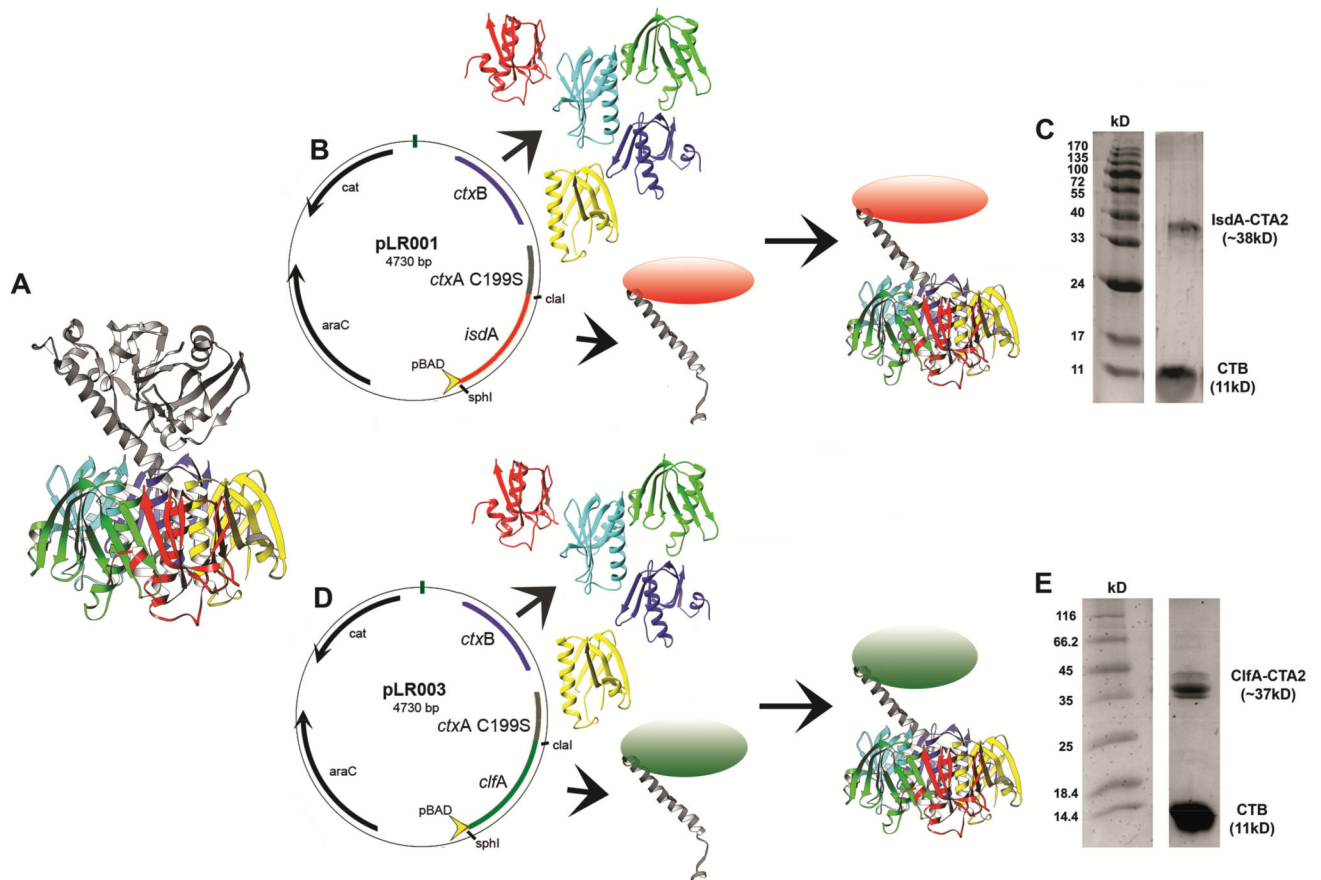 A
B
cat
ctxB
pLR001
4730 bp
ctxA C199S
claI
araC
isdA
pBAD
sphI
C
kD
170
135
100
72
55
40
33
24
17
11
IsdA-CTA2
(~38kD)
CTB
(11kD)
D
cat
ctxB
pLR003
4730 bp
ctxA C199S
claI
araC
clfA
pBAD
sphI
E
kD
116
66.2
45
35
25
18.4
14.4
ClfA-CTA2
(~37kD)
CTB
(11kD)